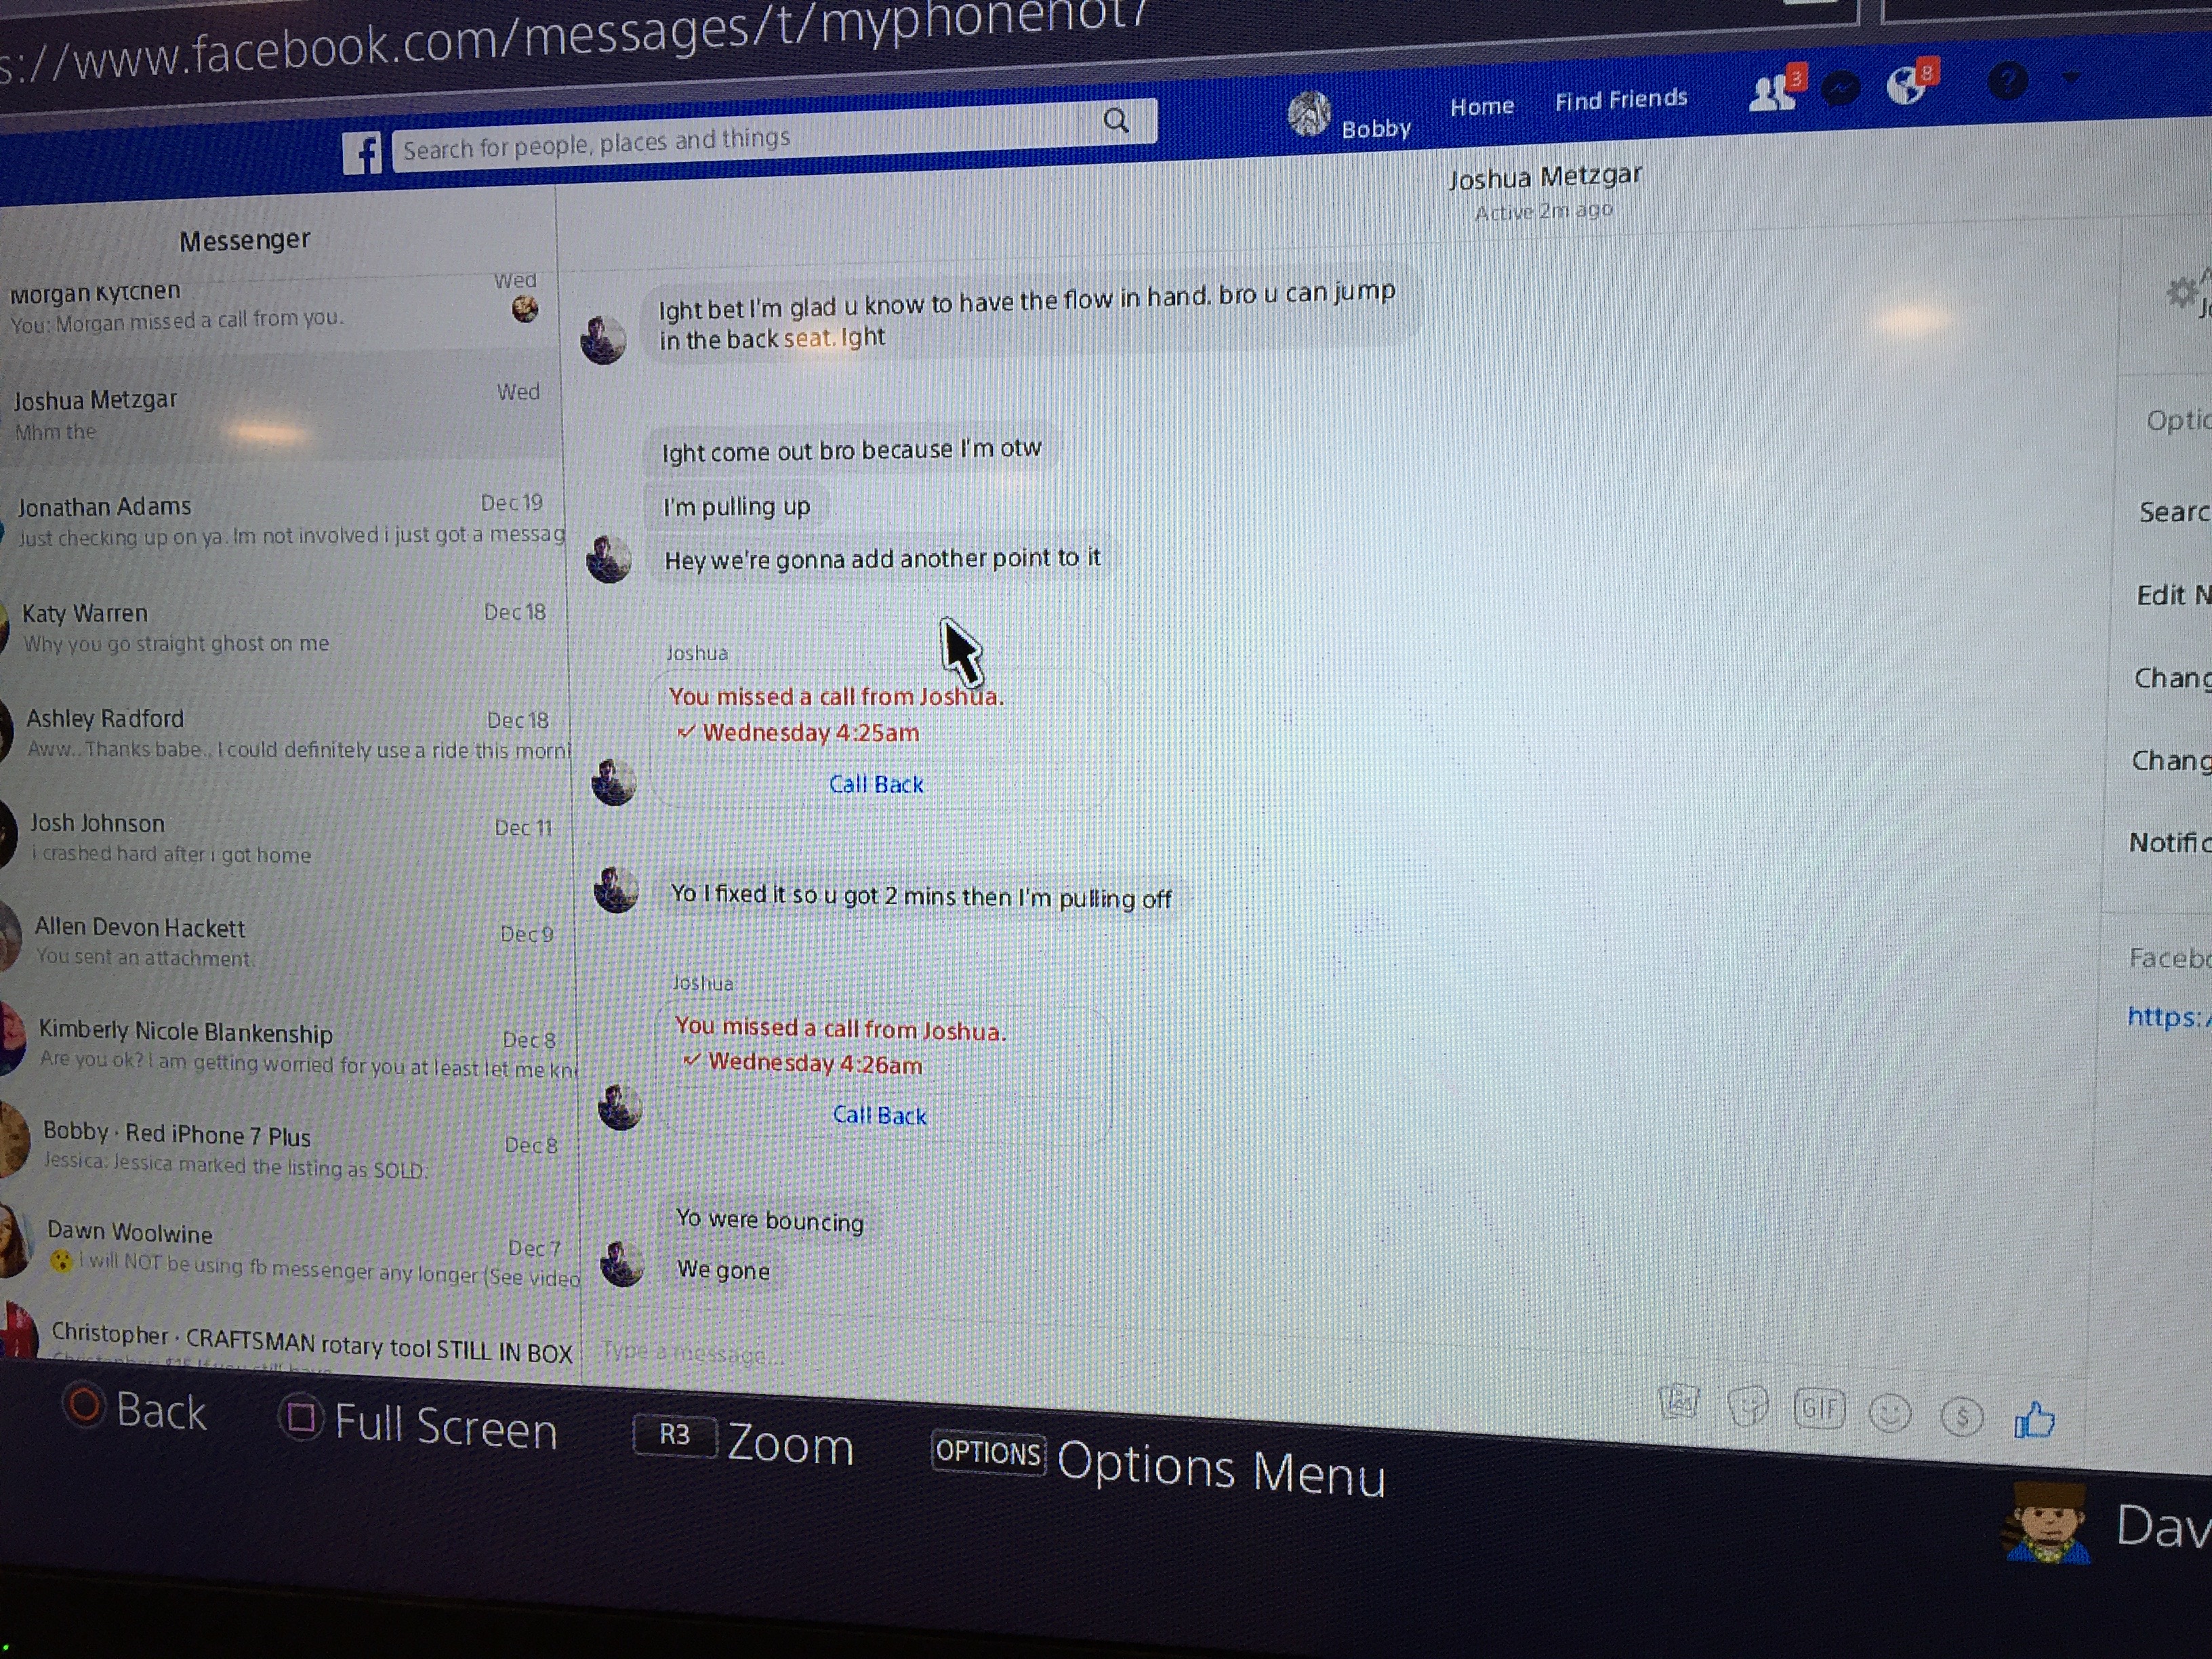 s://www.facebook.com/messages/t/myphonehot7
Search for people, places and things
Bobby
Home
Find Friends
3
8
?
Messenger
Joshua Metzgar
Active 2m ago
Morgan Kytchen
Wed
You: Morgan missed a call from you.
Joshua Metzgar
Wed
Mhm the
Jonathan Adams
Dec 19
Just checking up on ya. Im not involved i just got a messag
Katy Warren
Dec 18
Why you go straight ghost on me
Ashley Radford
Dec 18
Aww.. Thanks babe.. I could definitely use a ride this morni
Josh Johnson
Dec 11
i crashed hard after i got home
Allen Devon Hackett
Dec 9
You sent an attachment.
Kimberly Nicole Blankenship
Dec 8
Are you ok? I am getting worried for you at least let me kn
Bobby · Red iPhone 7 Plus
Dec 8
Jessica: Jessica marked the listing as SOLD.
Dawn Woolwine
Dec 7
😲 i will NOT be using fb messenger any longer (See video
Christopher · CRAFTSMAN rotary tool STILL IN BOX
Ight bet I'm glad u know to have the flow in hand. bro u can jump
in the back seat. Ight
Ight come out bro because I'm otw
I'm pulling up
Hey we're gonna add another point to it
Joshua
You missed a call from Joshua.
Wednesday 4:25am
Call Back
Yo I fixed it so u got 2 mins then I'm pulling off
Joshua
You missed a call from Joshua.
Wednesday 4:26am
Call Back
Yo were bouncing
We gone
Type a message...
GIF
$
Optic
Searc
Edit N
Chang
Chang
Notific
Facebo
https:/
Back
Full Screen
R3 Zoom
OPTIONS Options Menu
Dav